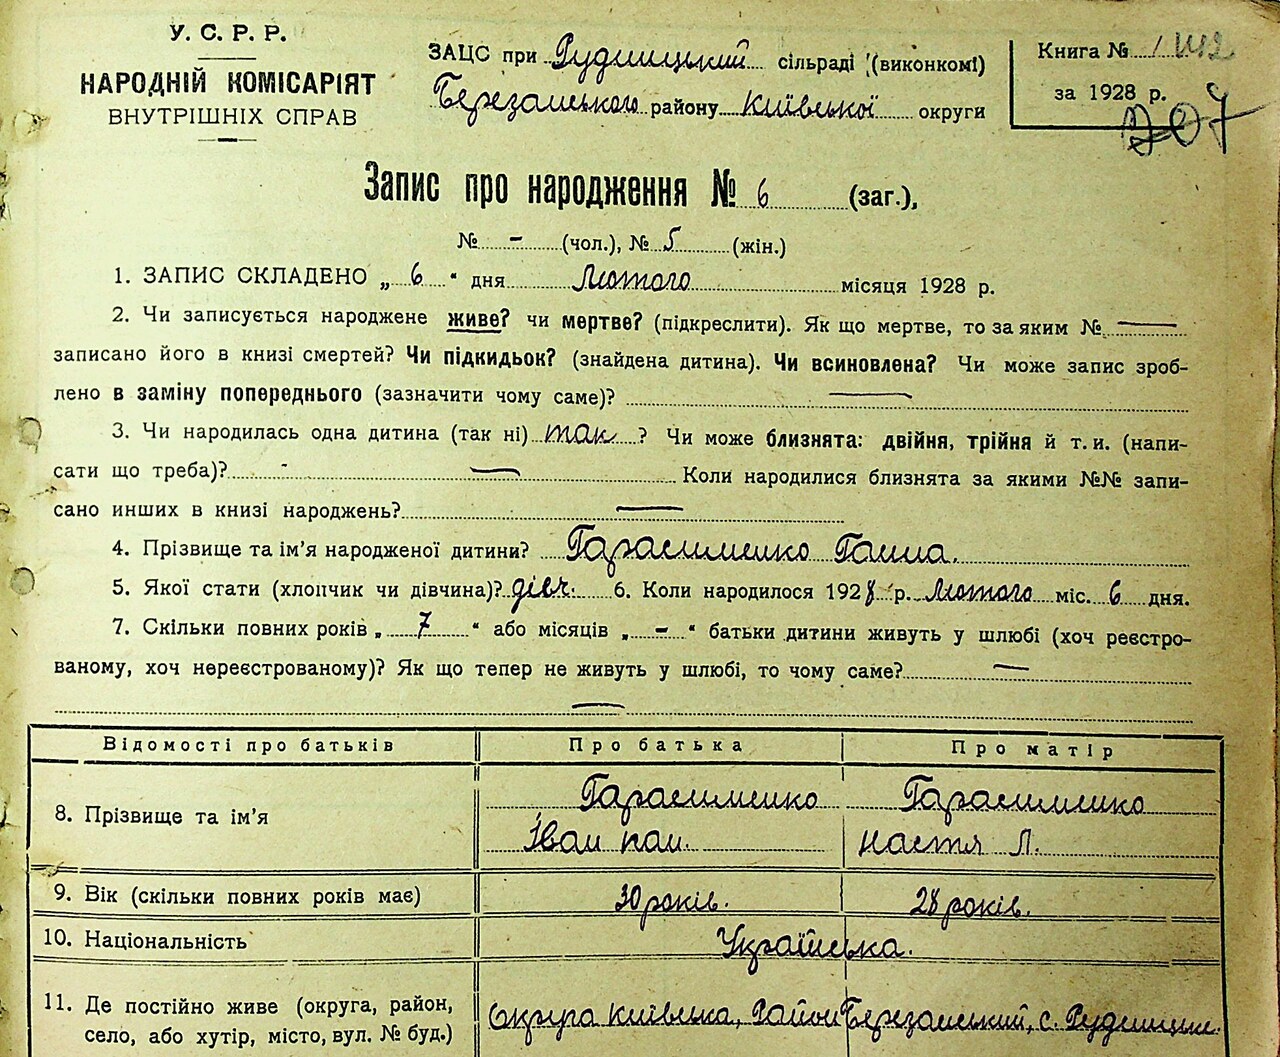 У. С. Р. Р.
НАРОДНІЙ КОМІСАРІЯТ
ВНУТРІШНІХ СПРАВ
ЗАЦС при Рудницький сільраді (виконкомі)
Березанського району Київської округи
Книга №
за 1928 р.
207
Запис про народження № 6 (заг.),
№ - (чол.), № 5 (жін.)
1. ЗАПИС СКЛАДЕНО „ 6 “ дня Лютого місяця 1928 р.
2. Чи записується народжене живе? чи мертве? (підкреслити). Як що мертве, то за яким № —
записано його в книзі смертей? Чи підкидьок? (знайдена дитина). Чи всиновлена? Чи може запис зроб-
лено в заміну попереднього (зазначити чому саме)? —
3. Чи народилась одна дитина (так ні) так ? Чи може близнята: двійня, трійня й т. и. (напи-
сати що треба)? - — Коли народилися близнята за якими №№ запи-
сано инших в книзі народжень? —
4. Прізвище та ім'я народженої дитини? Гарасименко Ганна.
5. Якої стати (хлопчик чи дівчина)? дівч. 6. Коли народилося 1928 р. Лютого міс. 6 дня.
7. Скільки повних років „ 7 “ або місяців „ - “ батьки дитини живуть у шлюбі (хоч реєстро-
ваному, хоч нереєстрованому)? Як що тепер не живуть у шлюбі, то чому саме? —
—
Відомості про батьків Про батька Про матір
8. Прізвище та ім'я Гарасименко Іван пан. Гарасименко Настя Л.
9. Вік (скільки повних років має) 30 років. 28 років.
10. Національність Українська.
11. Де постійно живе (округа, район, Округа Київська, Район Березанський, с. Рудницьке.
село, або хутір, місто, вул. № буд.)